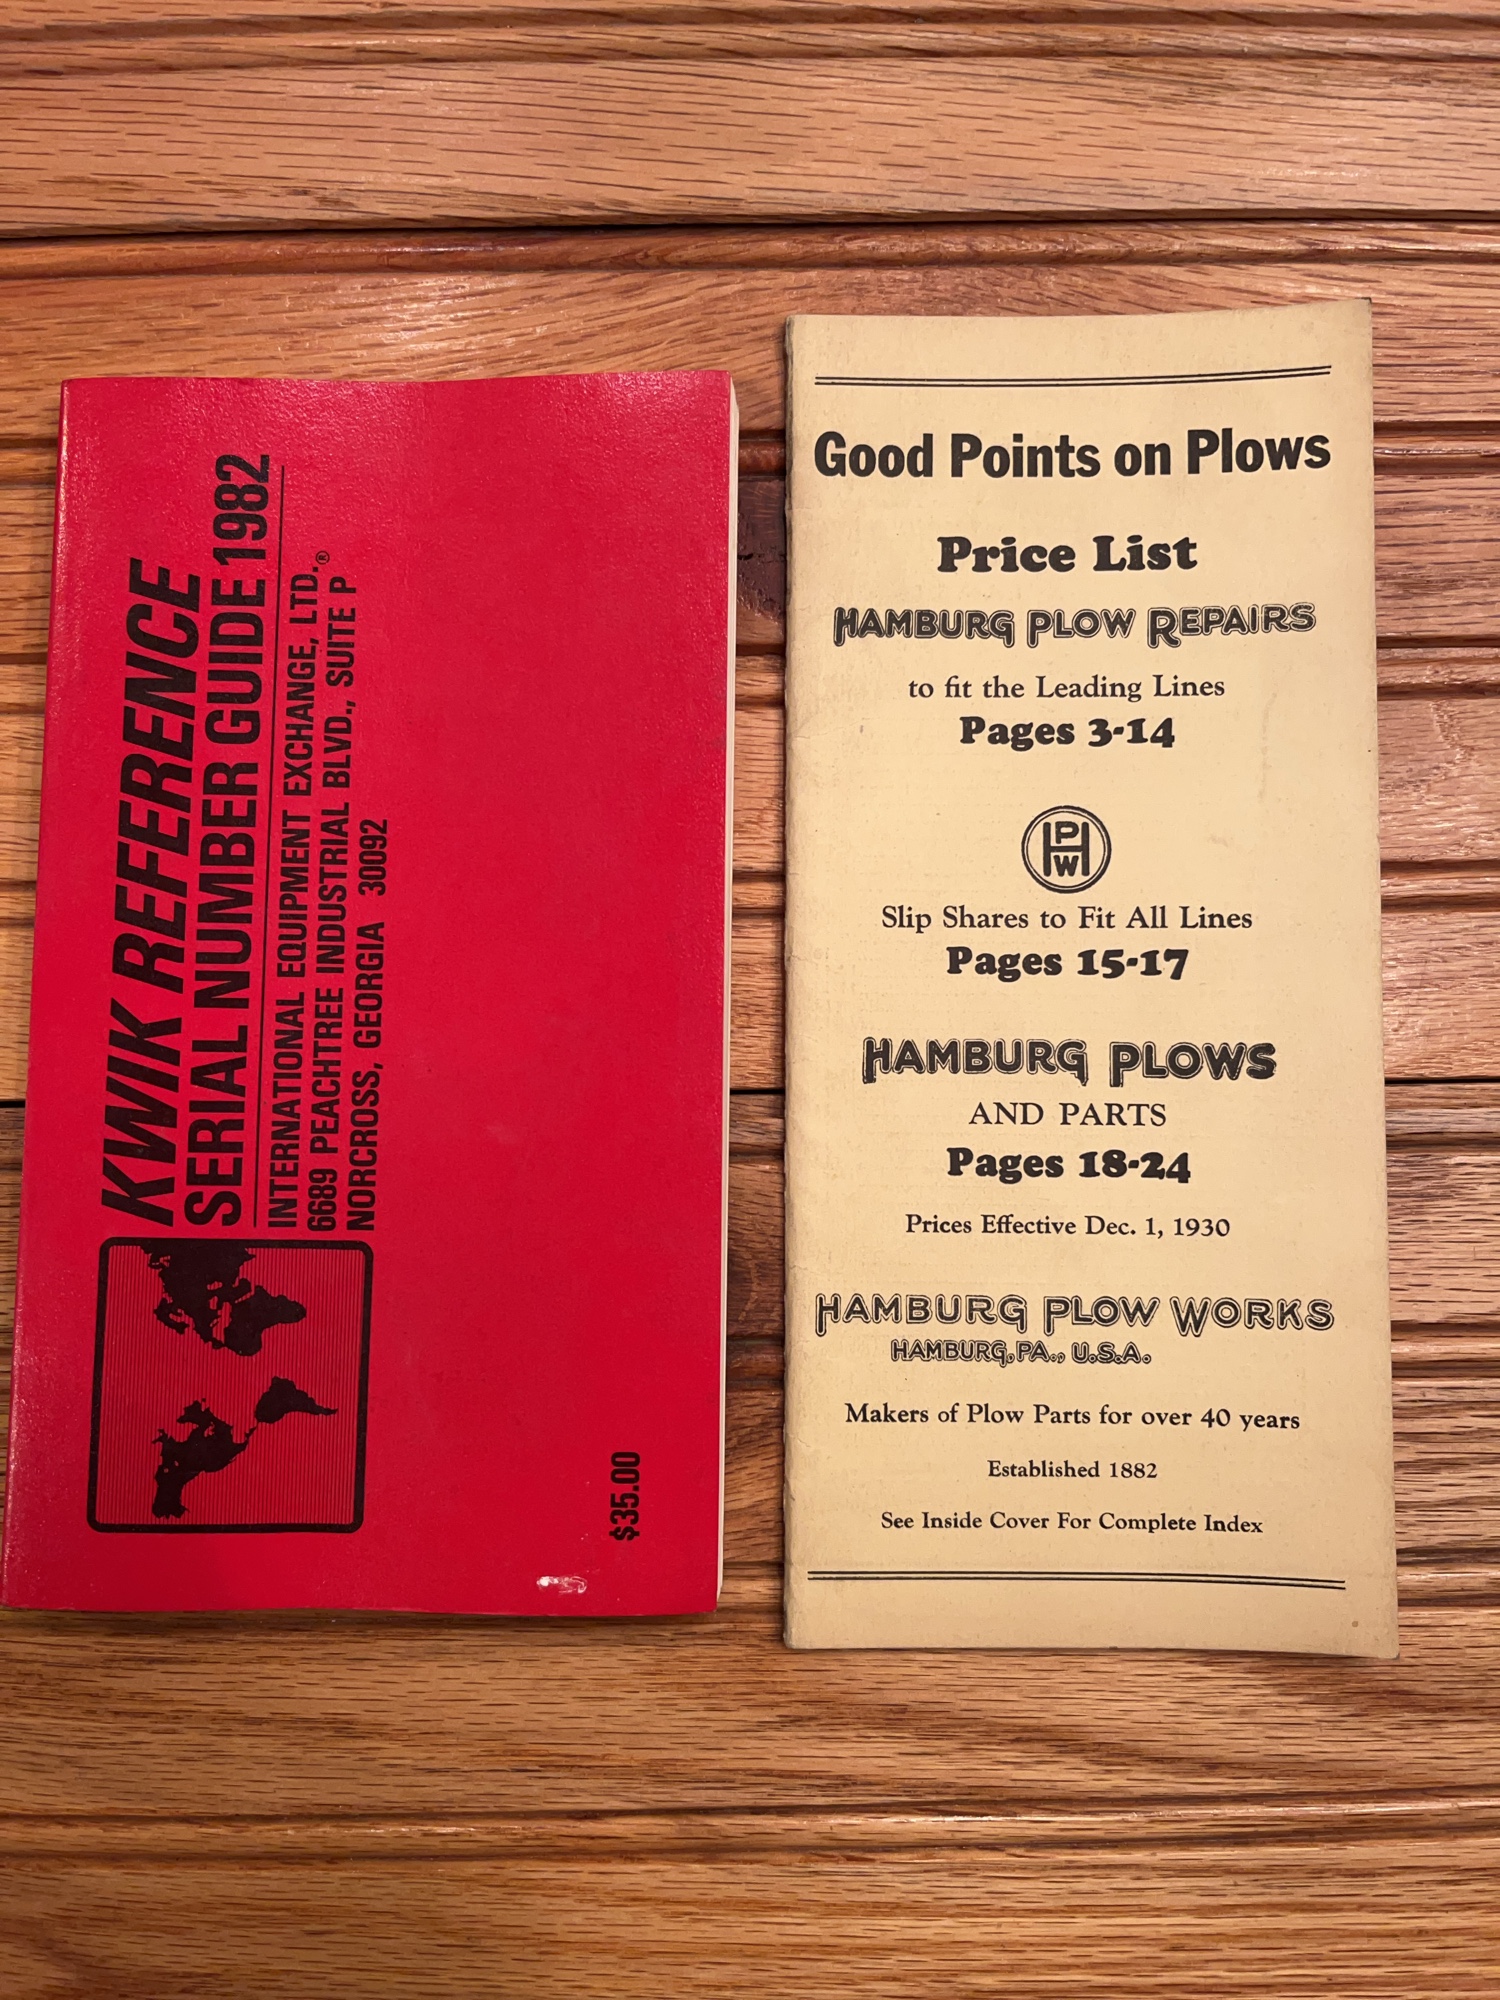 KWIK REFERENCE
SERIAL NUMBER GUIDE 1982
INTERNATIONAL EQUIPMENT EXCHANGE, LTD.®
6689 PEACHTREE INDUSTRIAL BLVD., SUITE P
NORCROSS, GEORGIA 30092
$35.00
Good Points on Plows
Price List
HAMBURG PLOW REPAIRS
to fit the Leading Lines
Pages 3-14
HPW
Slip Shares to Fit All Lines
Pages 15-17
HAMBURG PLOWS
AND PARTS
Pages 18-24
Prices Effective Dec. 1, 1930
HAMBURG PLOW WORKS
HAMBURG, PA., U.S.A.
Makers of Plow Parts for over 40 years
Established 1882
See Inside Cover For Complete Index